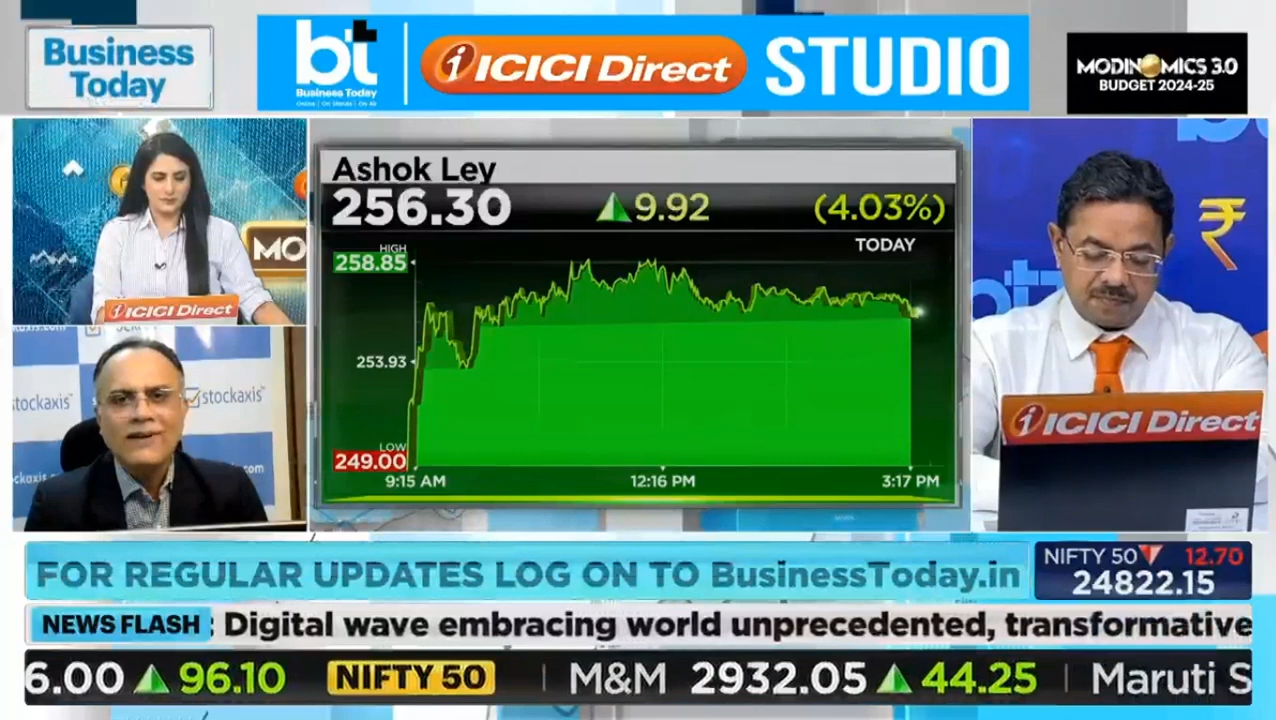 Business
Today
bt
Business Today
ICICI Direct
STUDIO
MODINOMICS 3.0
BUDGET 2024-25
Ashok Ley
256.30
9.92
(4.03%)
TODAY
HIGH
258.85
253.93
LOW
249.00
9:15 AM
12:16 PM
3:17 PM
MO
ICICI Direct
stockaxis
stockaxis
ICICI Direct
₹
FOR REGULAR UPDATES LOG ON TO BusinessToday.in
NIFTY 50 12.70
24822.15
NEWS FLASH : Digital wave embracing world unprecedented, transformative
6.00 96.10 NIFTY 50 M&M 2932.05 44.25 Maruti S